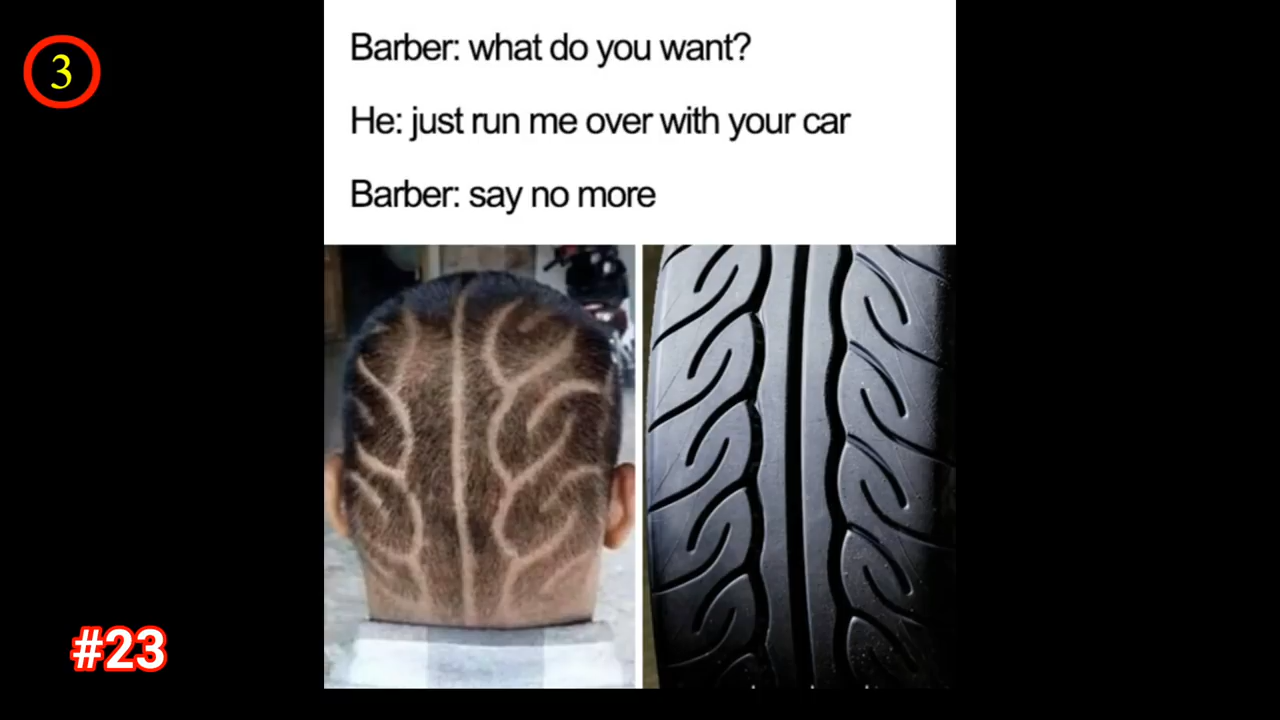 3
Barber: what do you want?
He: just run me over with your car
Barber: say no more
#23